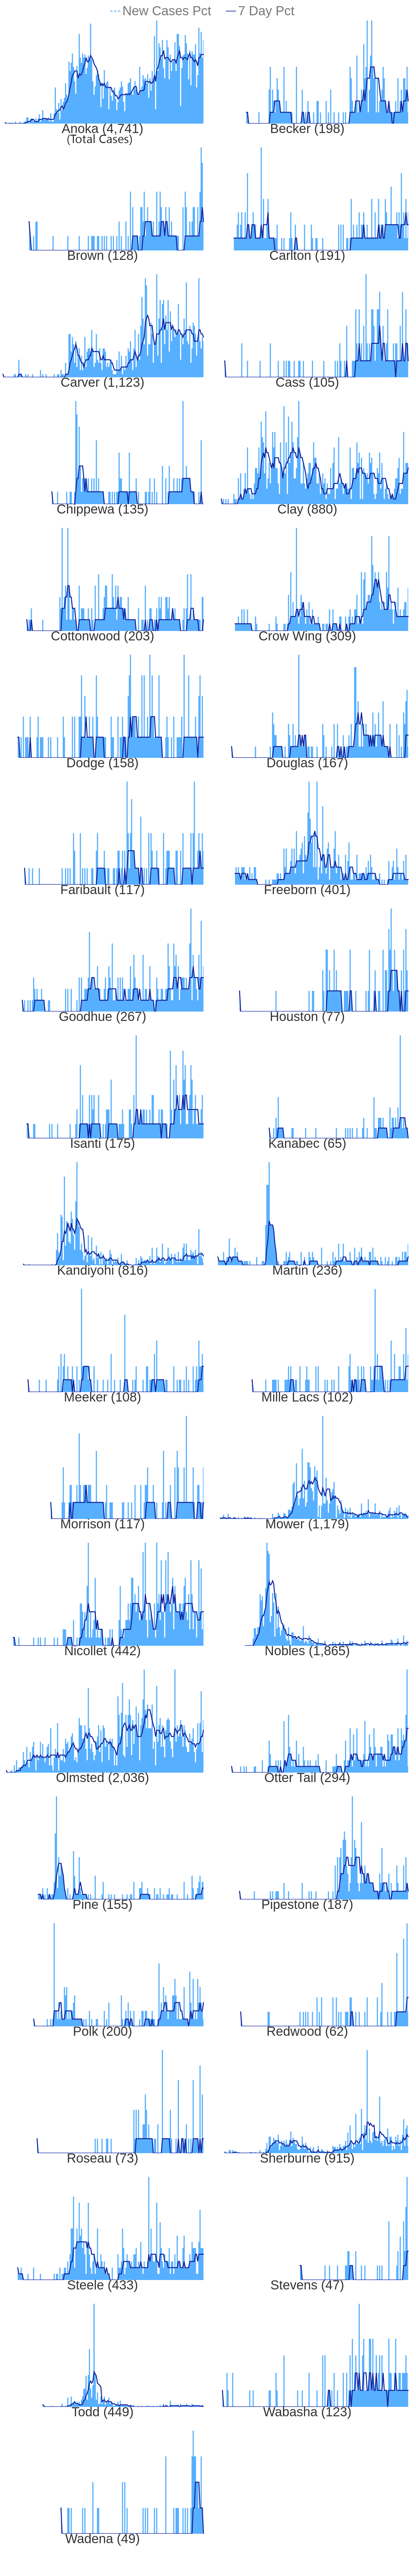 New Cases Pct 7 Day Pct
Anoka (4,741) Becker (198)
(Total Cases)
Brown (128) Carlton (191)
Carver (1,123) Cass (105)
Chippewa (135) Clay (880)
Cottonwood (203) Crow Wing (309)
Dodge (158) Douglas (167)
Faribault (117) Freeborn (401)
Goodhue (267) Houston (77)
Isanti (175) Kanabec (65)
Kandiyohi (816) Martin (236)
Meeker (108) Mille Lacs (102)
Morrison (117) Mower (1,179)
Nicollet (442) Nobles (1,865)
Olmsted (2,036) Otter Tail (294)
Pine (155) Pipestone (187)
Polk (200) Redwood (62)
Roseau (73) Sherburne (915)
Steele (433) Stevens (47)
Todd (449) Wabasha (123)
Wadena (49)